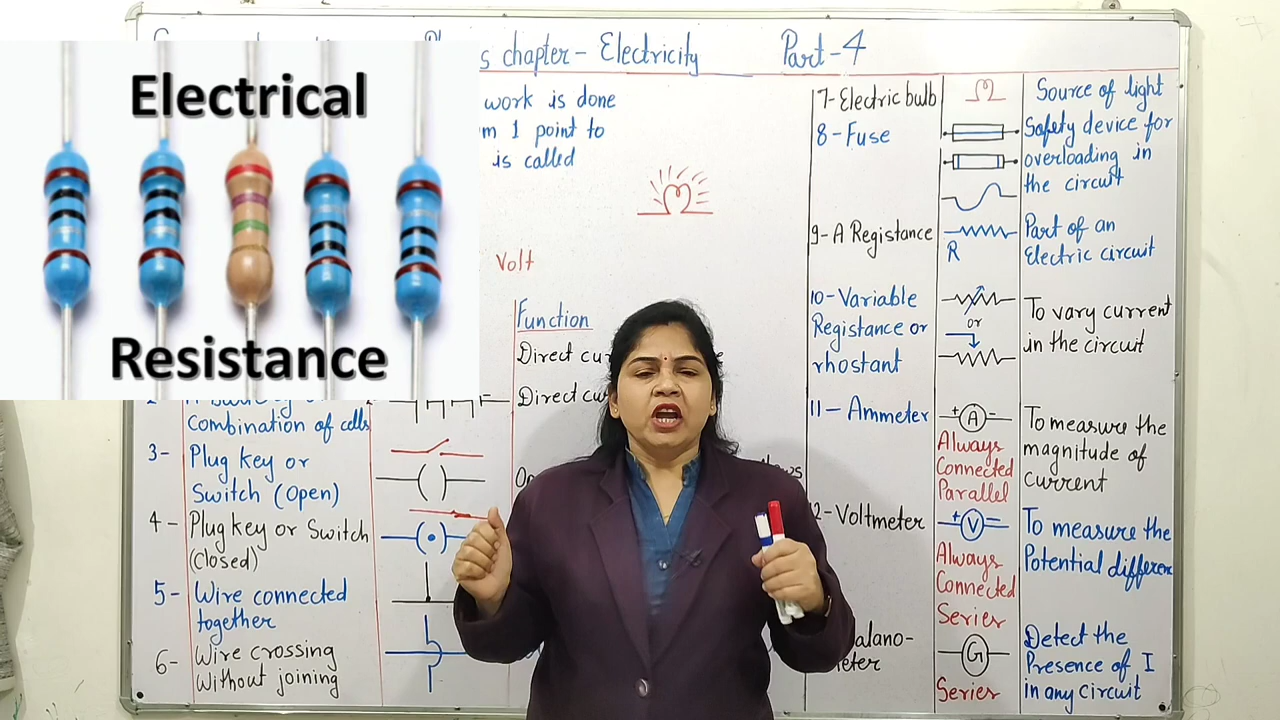 s chapter - Electricity Part-4
Electrical
Resistance
work is done
m 1 point to
is called
Volt
Function
Direct cu
Direct cu
Combination of cells
3- Plug key or
Switch (Open)
4- Plug key or Switch
(Closed)
5- Wire connected
together
6- Wire crossing
Without joining
7- Electric bulb
Source of light
8- Fuse
Safety device for
overloading in
the circuit
9- A Registance
R
Part of an
Electric circuit
10- Variable
Registance or
rhostant
or
To vary current
in the circuit
11- Ammeter
+ A -
Always
Connected
Parallel
To measure the
magnitude of
current
2- Voltmeter
+ V -
Always
Connected
Series
To measure the
Potential differen
alano-
eter
G
Series
Detect the
Presence of I
in any circuit